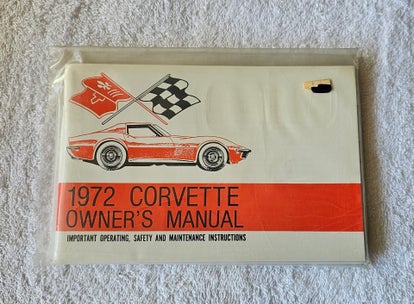 1972 CORVETTE
OWNER'S MANUAL
IMPORTANT OPERATING, SAFETY AND MAINTENANCE INSTRUCTIONS